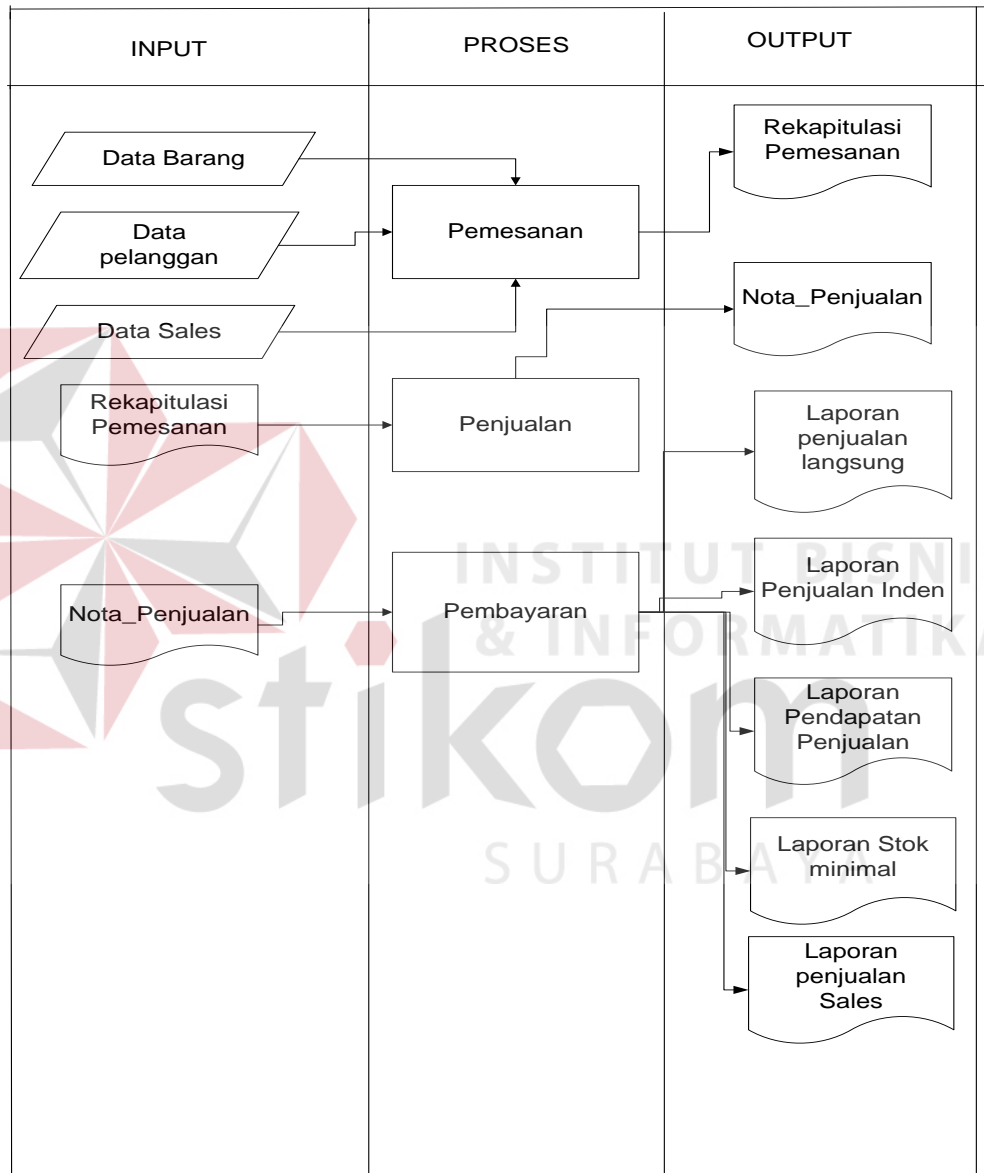 INPUT
PROSES
OUTPUT
Data Barang
Data
pelanggan
Data Sales
Rekapitulasi
Pemesanan
Nota_Penjualan
Pemesanan
Penjualan
Pembayaran
Rekapitulasi
Pemesanan
Nota_Penjualan
Laporan
penjualan
langsung
Laporan
Penjualan Inden
Laporan
Pendapatan
Penjualan
Laporan Stok
minimal
Laporan
penjualan
Sales
INSTITUT BISNI
& INFORMATIKA
stikom
SURABAYA